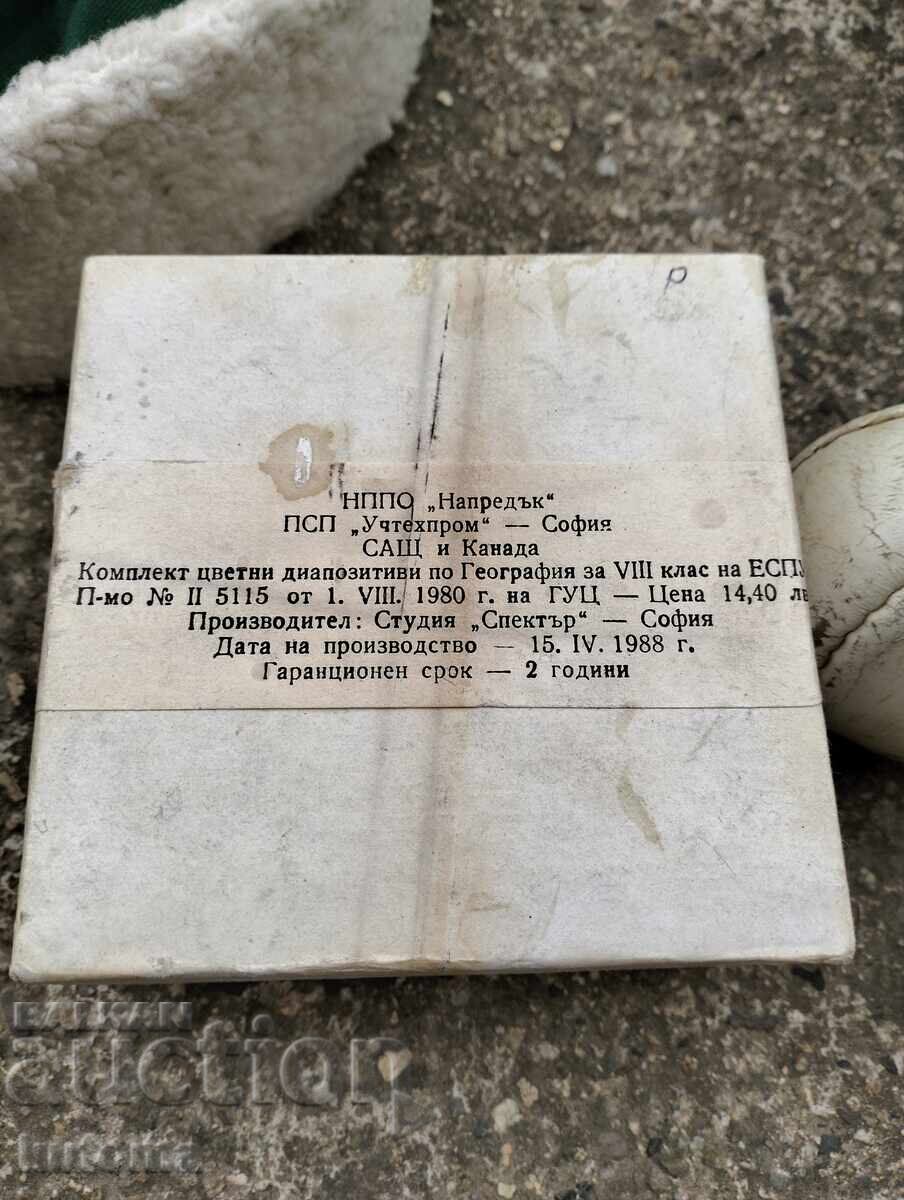 P
НППО „Напредък“
ПСП „Учтехпром“ — София
САЩ и Канада
Комплект цветни диапозитиви по География за VIII клас на ЕСПУ
П-мо № II 5115 от 1. VIII. 1980 г. на ГУЦ — Цена 14,40 лв
Производител: Студия „Спектър“ — София
Дата на производство — 15. IV. 1988 г.
Гаранционен срок — 2 години
BALKAN
auction